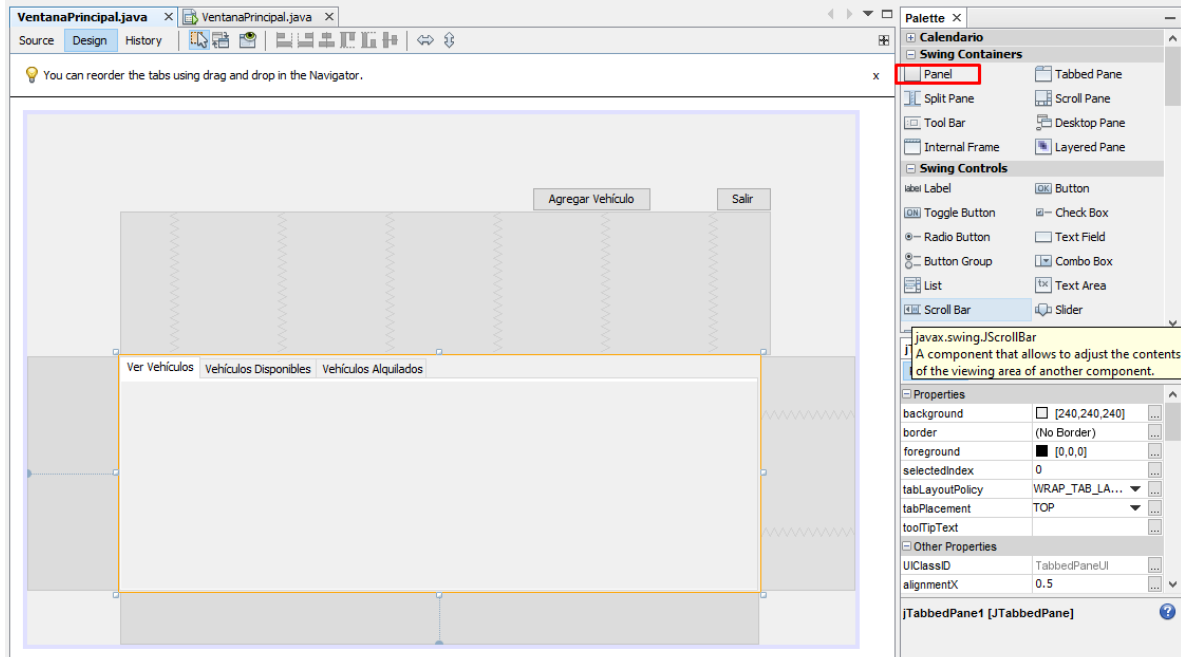 VentanaPrincipal.java X VentanaPrincipal.java X
Source Design History
You can reorder the tabs using drag and drop in the Navigator. x
Agregar Vehículo Salir
Ver Vehículos Vehículos Disponibles Vehículos Alquilados
Palette X
Calendario
Swing Containers
Panel Tabbed Pane
Split Pane Scroll Pane
Tool Bar Desktop Pane
Internal Frame Layered Pane
Swing Controls
label Label OK Button
ON Toggle Button Check Box
Radio Button Text Field
Button Group Combo Box
List tx Text Area
Scroll Bar Slider
javax.swing.JScrollBar
A component that allows to adjust the contents
of the viewing area of another component.
Properties
background [240,240,240] ...
border (No Border) ...
foreground [0,0,0] ...
selectedIndex 0 ...
tabLayoutPolicy WRAP_TAB_LA... ...
tabPlacement TOP ...
toolTipText ...
Other Properties
UIClassID TabbedPaneUI ...
alignmentX 0.5 ...
jTabbedPane1 [JTabbedPane] ?